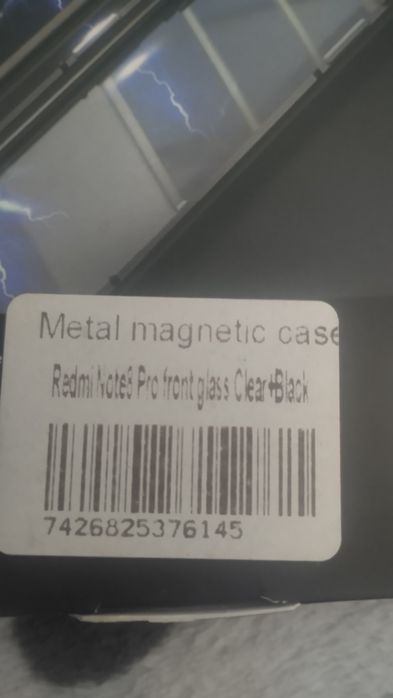 Metal magnetic case
Redmi Note8 Pro front glass Clear+Black
7426825376145